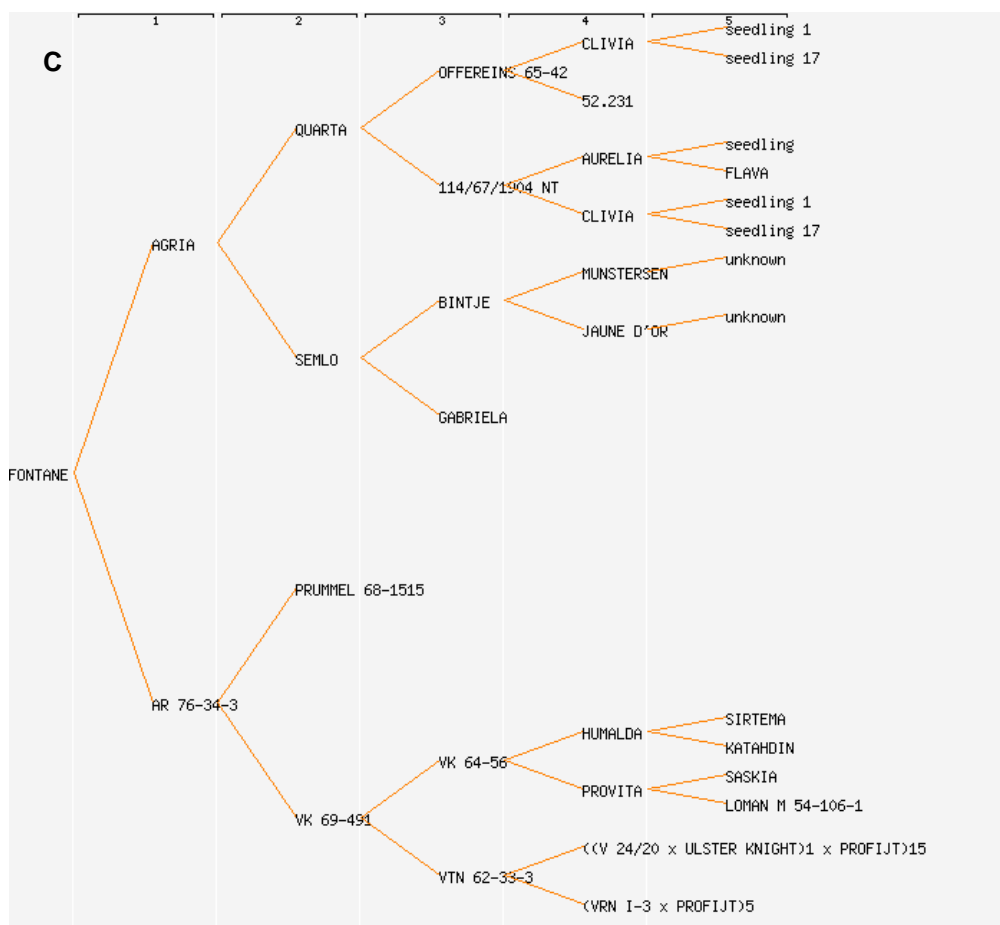 1 2 3 4 5
C
seedling 1
CLIVIA
seedling 17
OFFEREINS 65-42
52.231
QUARTA
seedling
AURELIA
FLAVA
114/67/1904 NT
seedling 1
CLIVIA
seedling 17
AGRIA
unknown
MUNSTERSEN
BINTJE
unknown
JAUNE D'OR
SEMLO
GABRIELA
FONTANE
PRUMMEL 68-1515
AR 76-34-3
SIRTEMA
HUMALDA
KATAHDIN
VK 64-56
SASKIA
PROVITA
LOMAN M 54-106-1
VK 69-491
((V 24/20 x ULSTER KNIGHT)1 x PROFIJT)15
VTN 62-33-3
(VRN I-3 x PROFIJT)5